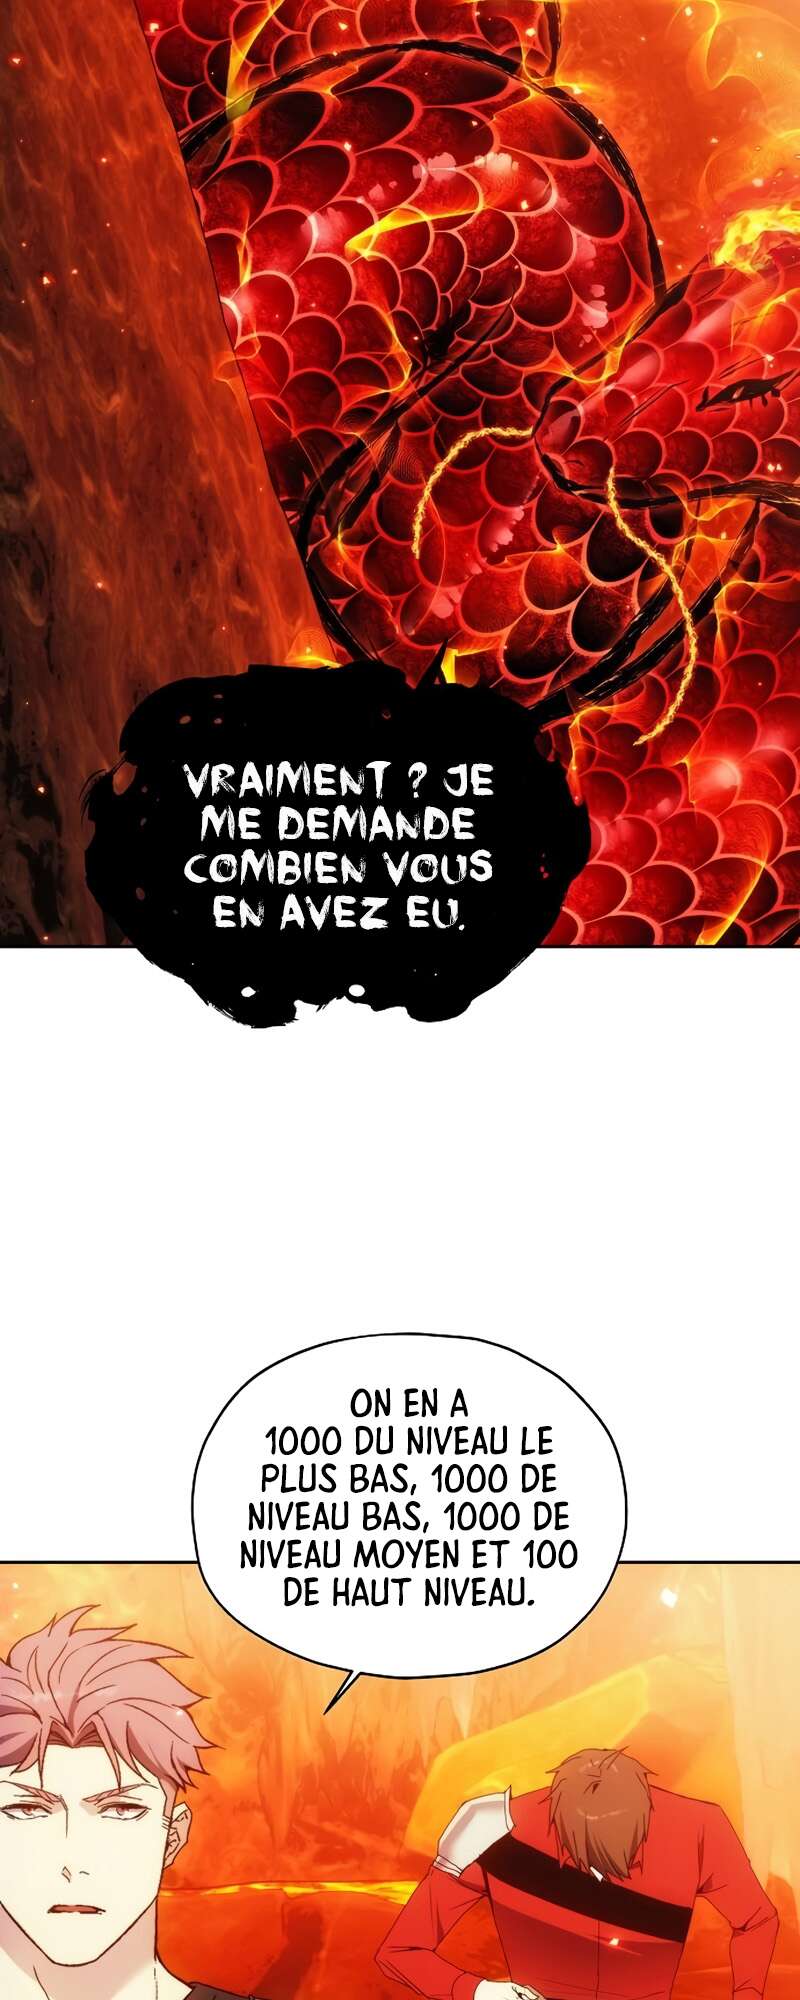 VRAIMENT ? JE
ME DEMANDE
COMBIEN VOUS
EN AVEZ EU.
ON EN A
1000 DU NIVEAU LE
PLUS BAS, 1000 DE
NIVEAU BAS, 1000 DE
NIVEAU MOYEN ET 100
DE HAUT NIVEAU.